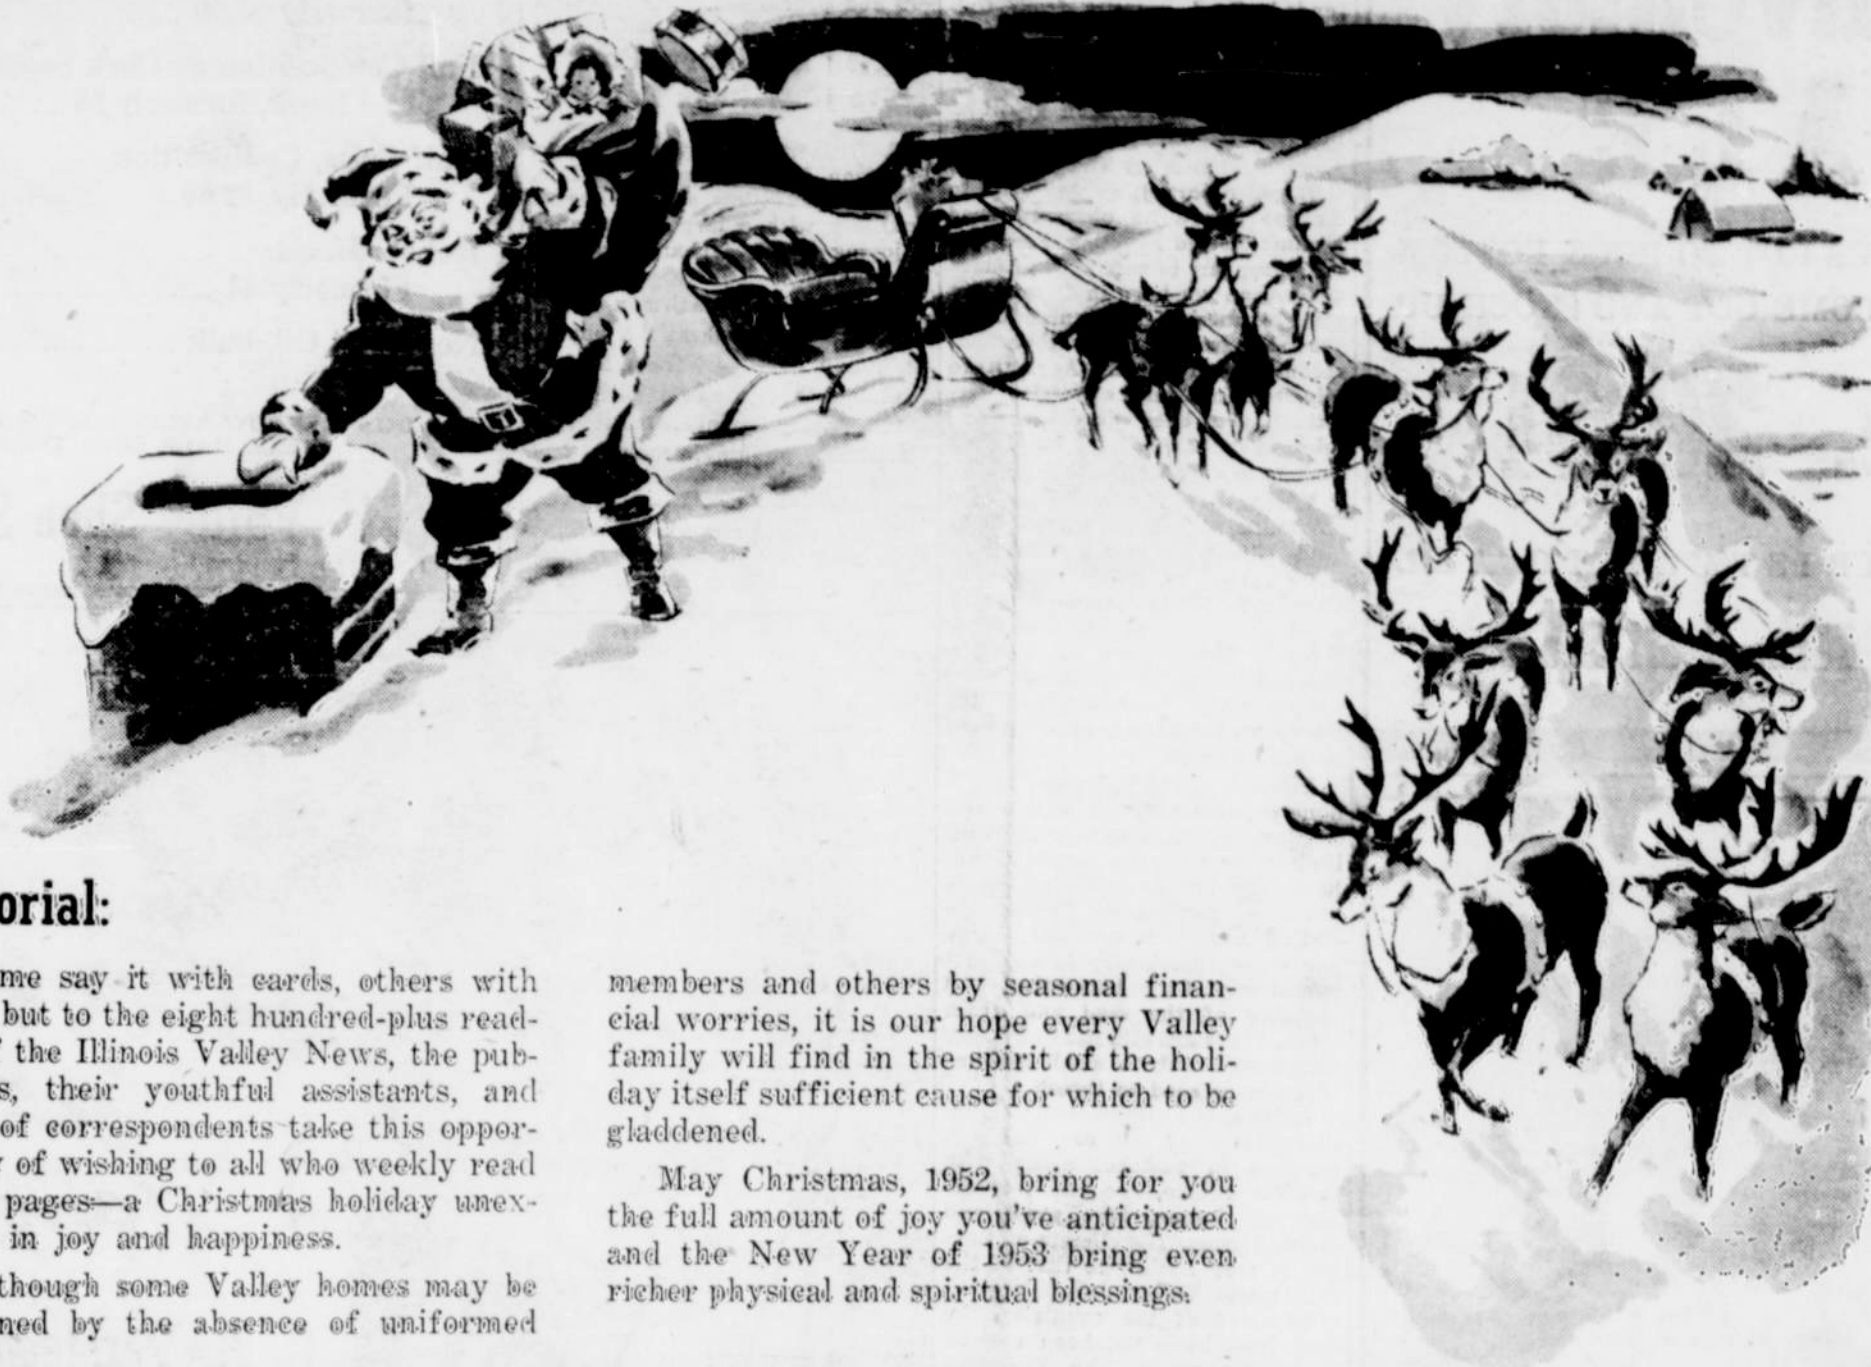 orial:
me say it with cards, others with
but to the eight hundred-plus read-
the Illinois Valley News, the pub-
s, their youthful assistants, and
of correspondents take this oppor-
of wishing to all who weekly read
pages—a Christmas holiday unex-
in joy and happiness.
though some Valley homes may be
ned by the absence of uniformed
members and others by seasonal finan-
cial worries, it is our hope every Valley
family will find in the spirit of the holi-
day itself sufficient cause for which to be
gladdened.
May Christmas, 1952, bring for you
the full amount of joy you've anticipated
and the New Year of 1953 bring even
richer physical and spiritual blessings.